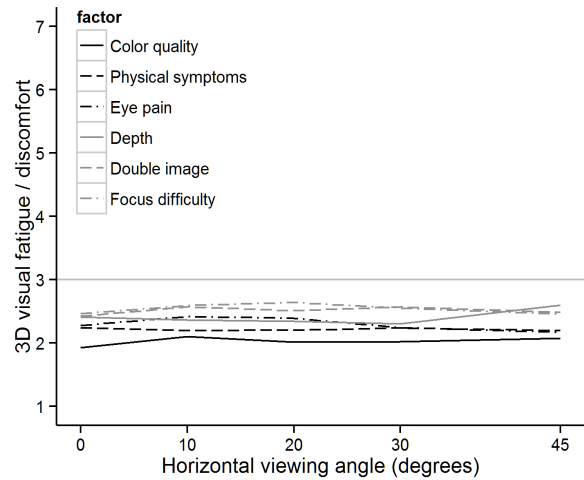 factor
Color quality
Physical symptoms
Eye pain
Depth
Double image
Focus difficulty
3D visual fatigue / discomfort
7
6
5
4
3
2
1
0 10 20 30 45
Horizontal viewing angle (degrees)